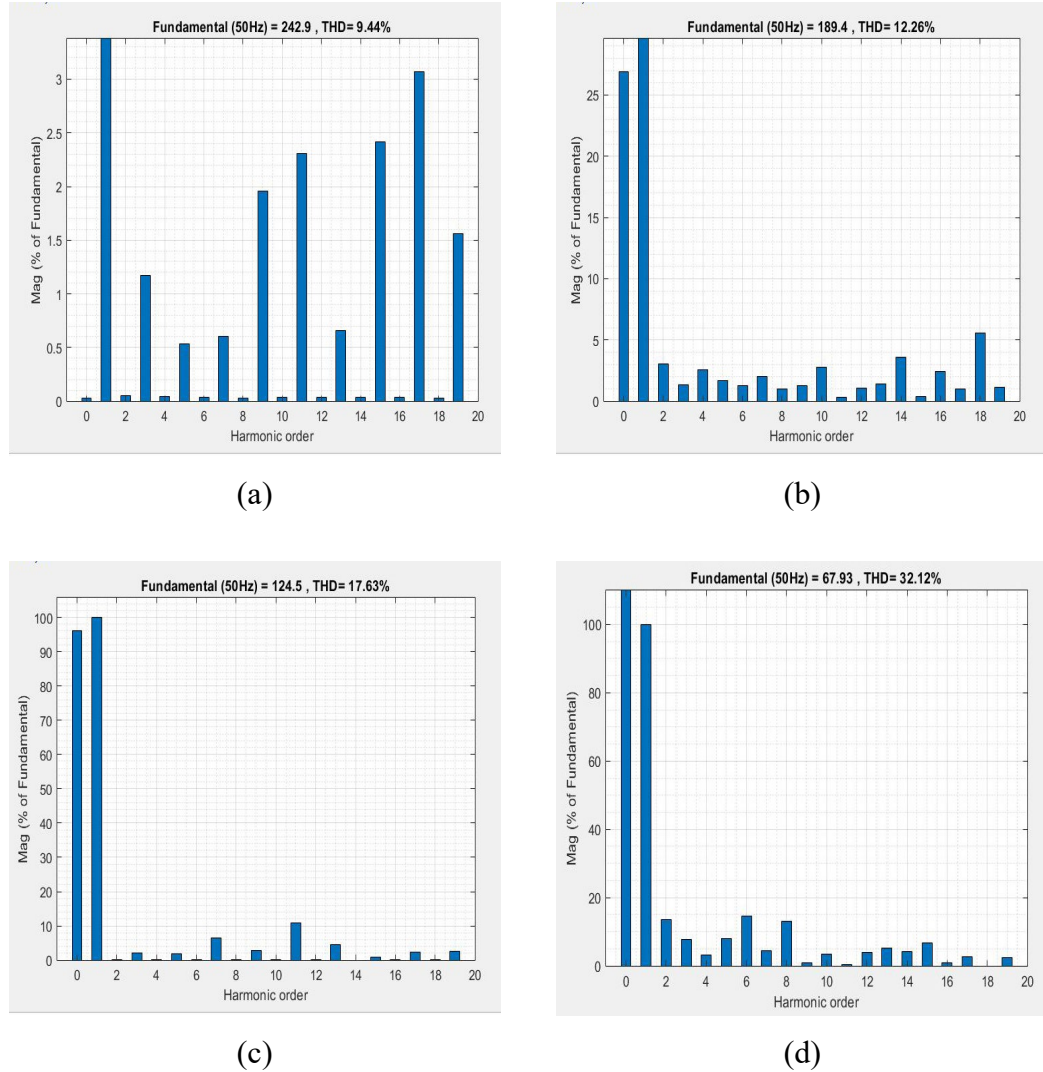 Fundamental (50Hz) = 242.9 , THD= 9.44%
3
2.5
2
1.5
1
0.5
0
Mag (% of Fundamental)
0 2 4 6 8 10 12 14 16 18 20
Harmonic order
(a)
Fundamental (50Hz) = 189.4 , THD= 12.26%
25
20
15
10
5
0
Mag (% of Fundamental)
0 2 4 6 8 10 12 14 16 18 20
Harmonic order
(b)
Fundamental (50Hz) = 124.5 , THD= 17.63%
100
90
80
70
60
50
40
30
20
10
0
Mag (% of Fundamental)
0 2 4 6 8 10 12 14 16 18 20
Harmonic order
(c)
Fundamental (50Hz) = 67.93 , THD= 32.12%
100
80
60
40
20
0
Mag (% of Fundamental)
0 2 4 6 8 10 12 14 16 18 20
Harmonic order
(d)